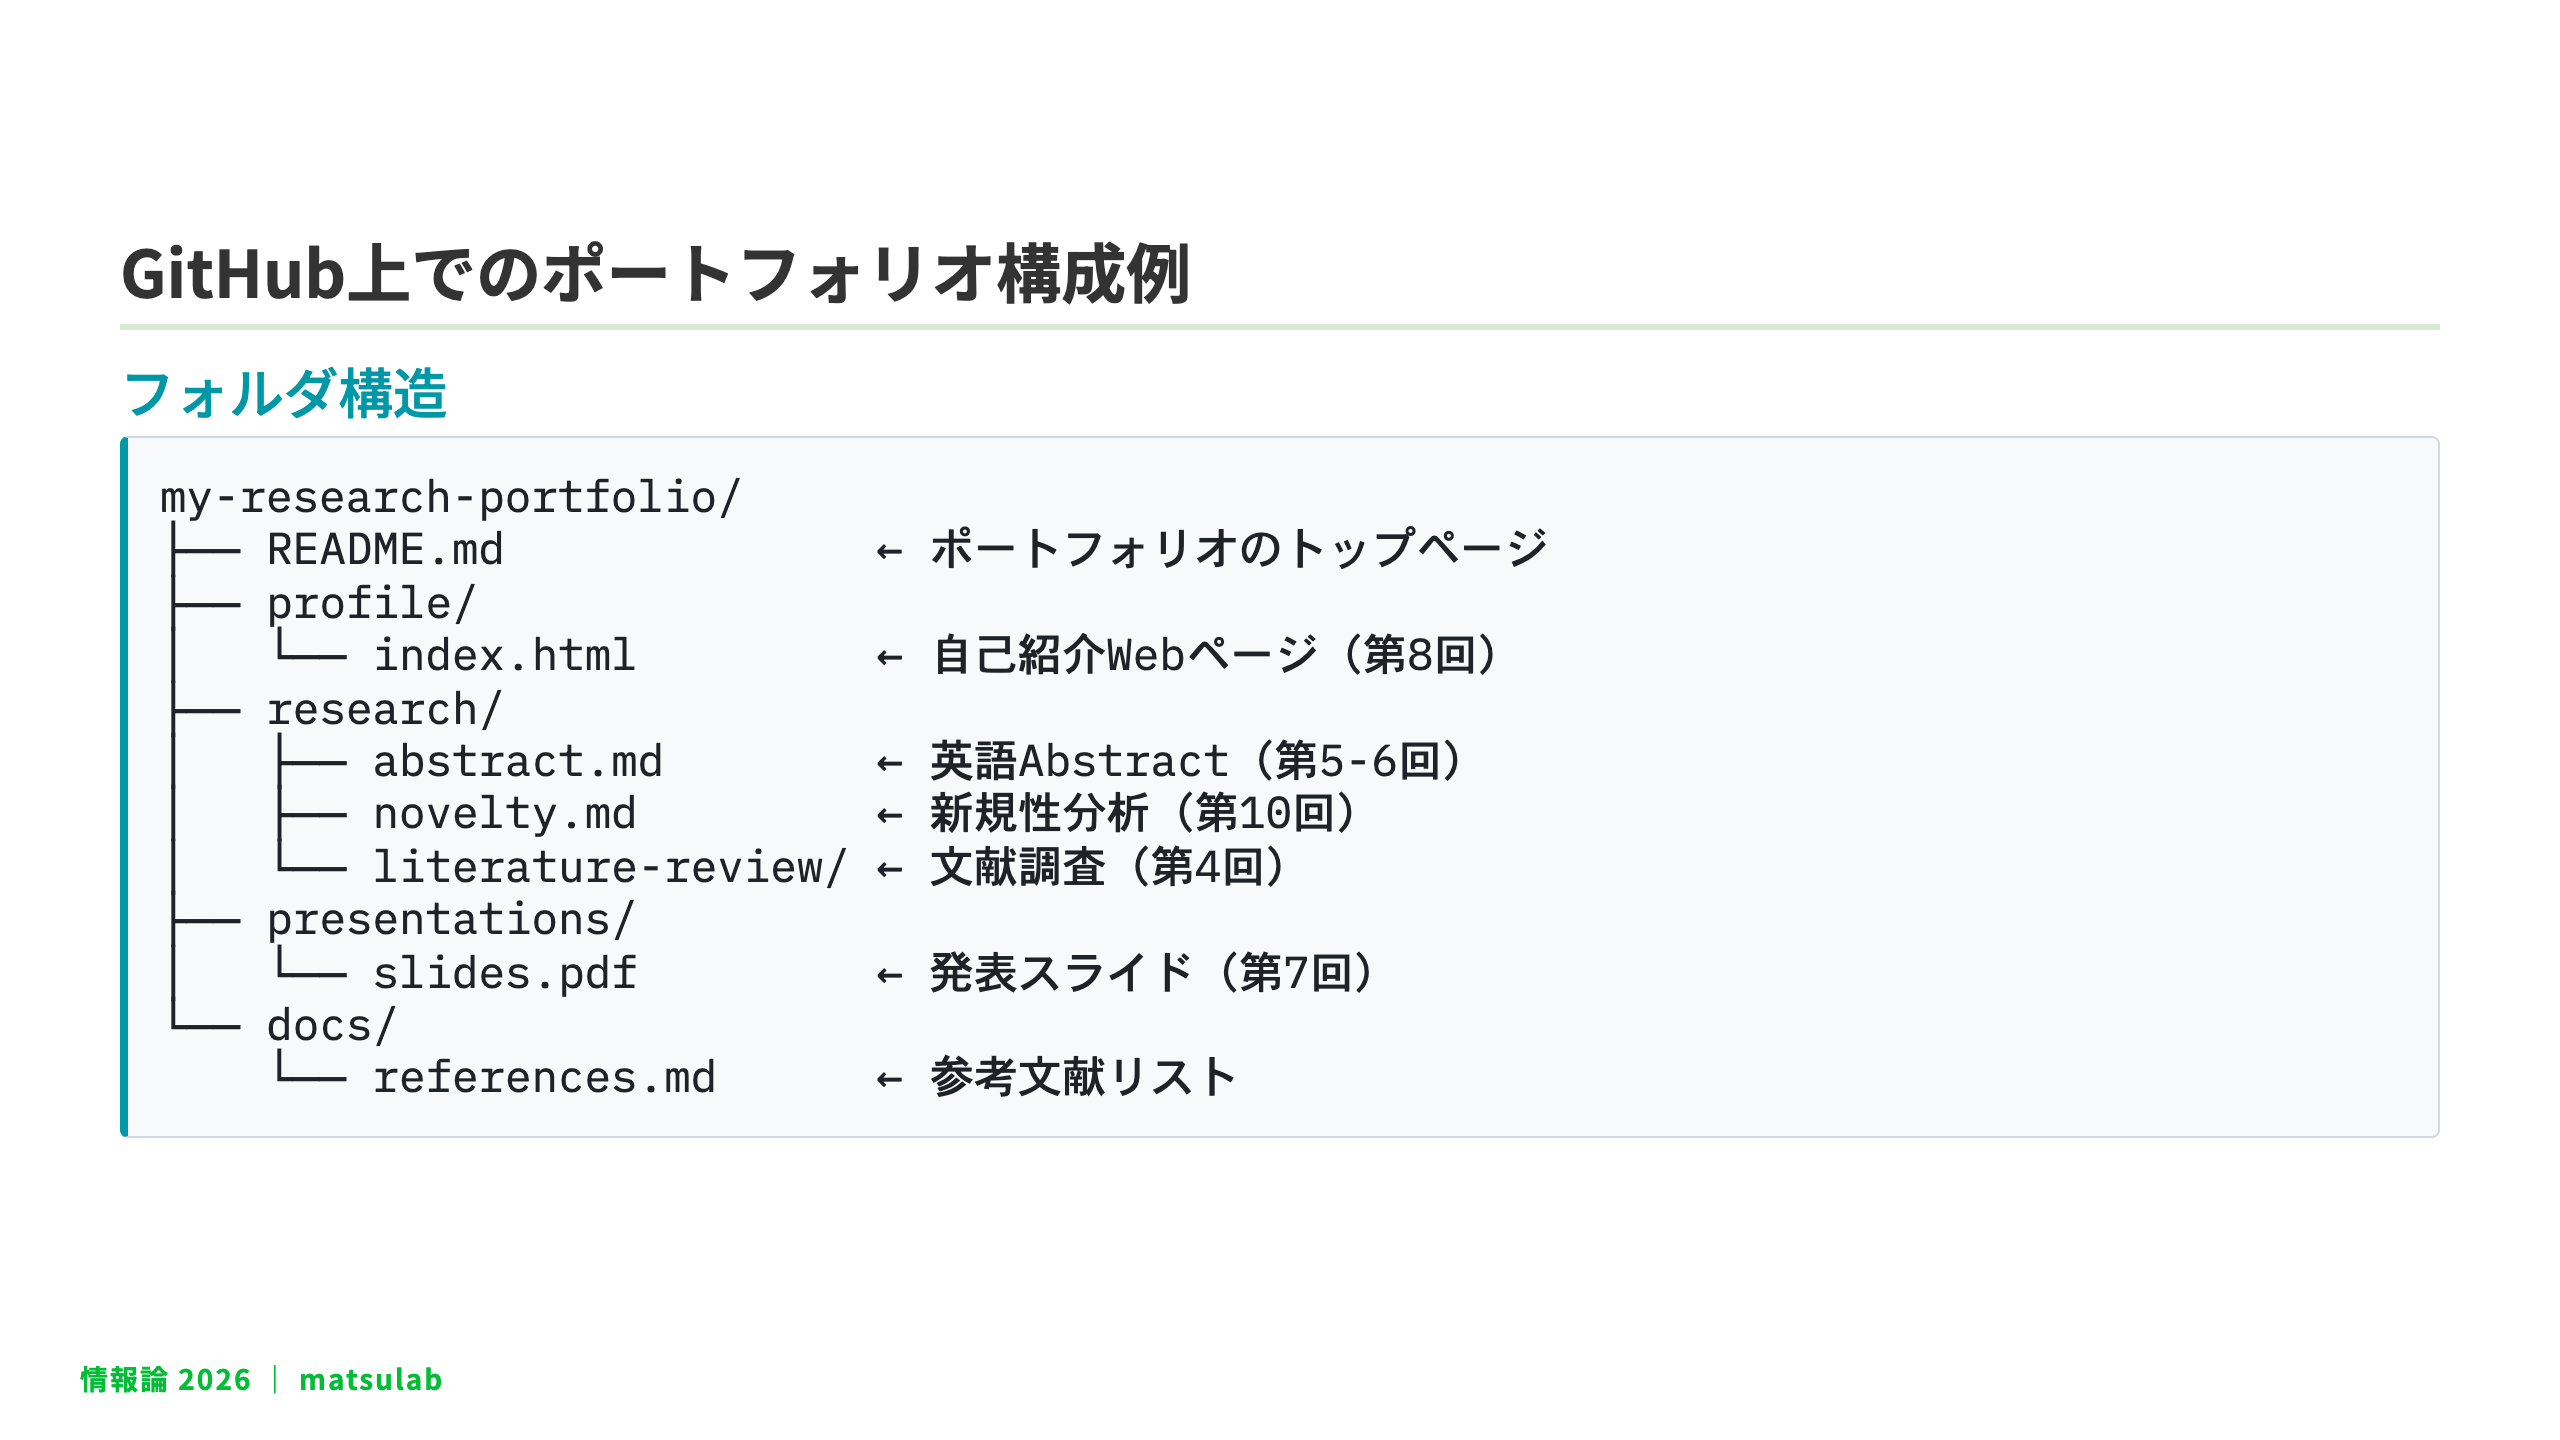 GitHub上でのポートフォリオ構成例
フォルダ構造
my-research-portfolio/
├── README.md                ← ポートフォリオのトップページ
├── profile/
│   └── index.html           ← 自己紹介Webページ（第8回）
├── research/
│   ├── abstract.md          ← 英語Abstract（第5-6回）
│   ├── novelty.md           ← 新規性分析（第10回）
│   └── literature-review/   ← 文献調査（第4回）
├── presentations/
│   └── slides.pdf           ← 発表スライド（第7回）
└── docs/
    └── references.md        ← 参考文献リスト
情報論 2026 ｜ matsulab